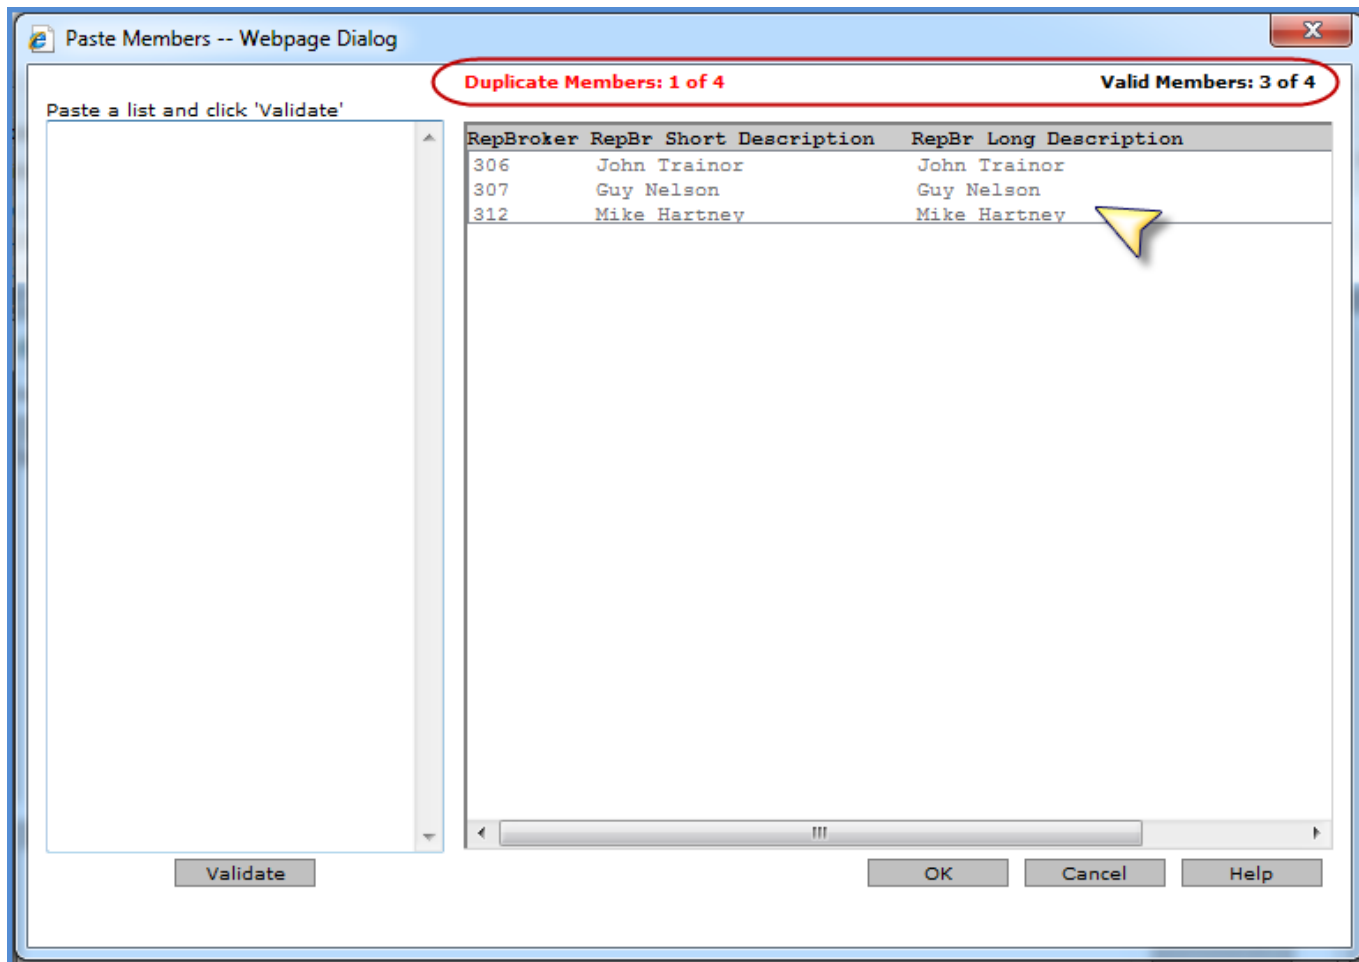 Paste Members -- Webpage Dialog
Duplicate Members: 1 of 4 Valid Members: 3 of 4
Paste a list and click 'Validate'
RepBroker RepBr Short Description RepBr Long Description
306 John Trainor John Trainor
307 Guy Nelson Guy Nelson
312 Mike Hartney Mike Hartney
Validate OK Cancel Help